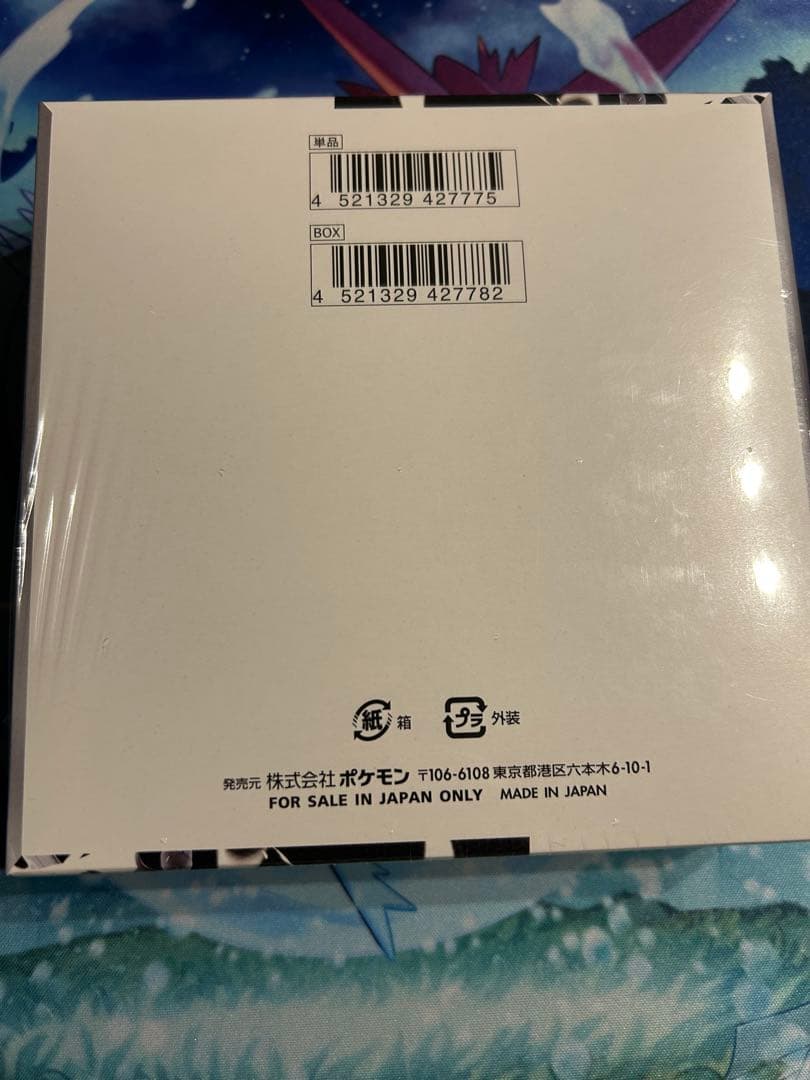 単品
4 521329 427775
BOX
4 521329 427782
紙 箱 プラ 外装
発売元 株式会社 ポケモン 〒106-6108 東京都港区六本木6-10-1
FOR SALE IN JAPAN ONLY MADE IN JAPAN